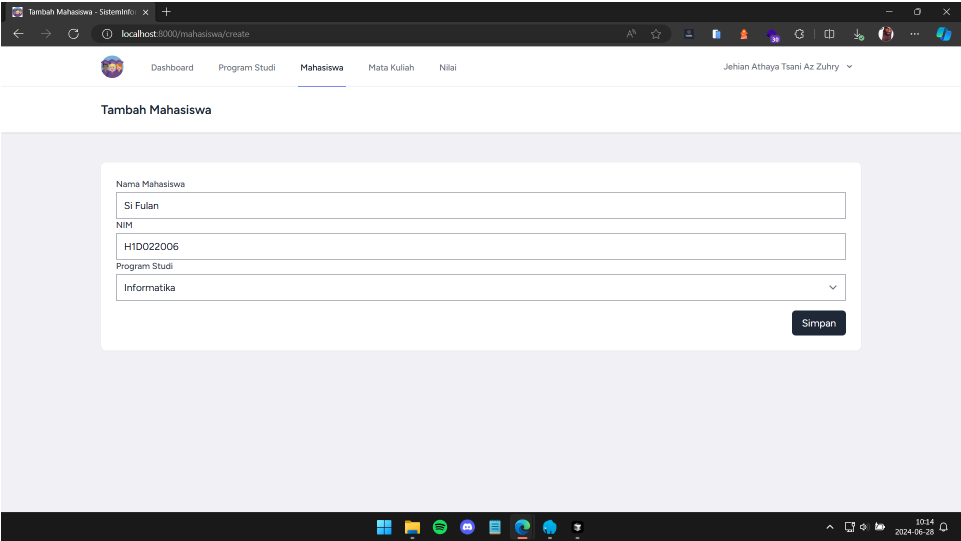 Tambah Mahasiswa - SistemInfo
localhost:8000/mahasiswa/create
30
Dashboard Program Studi Mahasiswa Mata Kuliah Nilai Jehian Athaya Tsani Az Zuhry
Tambah Mahasiswa
Nama Mahasiswa
Si Fulan
NIM
H1D022006
Program Studi
Informatika
Simpan
10:14
2024-06-28